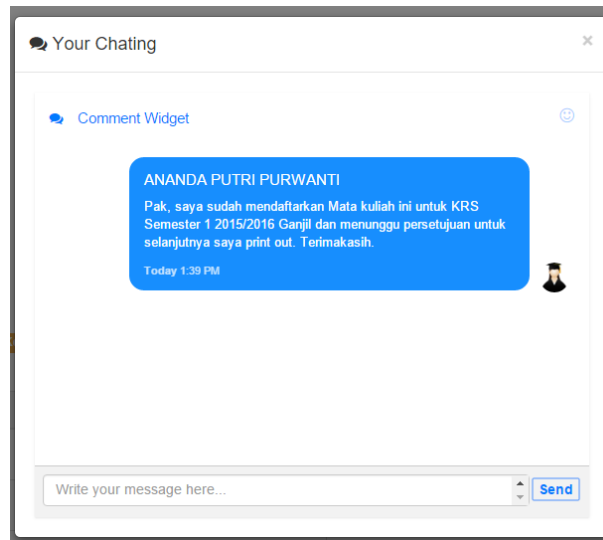 Your Chating
×
Comment Widget
ANANDA PUTRI PURWANTI
Pak, saya sudah mendaftarkan Mata kuliah ini untuk KRS
Semester 1 2015/2016 Ganjil dan menunggu persetujuan untuk
selanjutnya saya print out. Terimakasih.
Today 1:39 PM
Write your message here...
Send